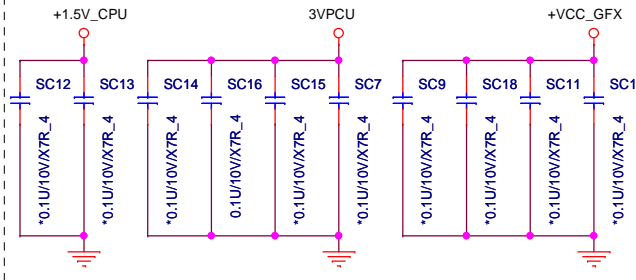 +1.5V_CPU
3VPCU
+VCC_GFX
SC12
SC13
SC14
SC16
SC15
SC7
SC9
SC18
SC11
SC1
*0.1U/10V/X7R_4
*0.1U/10V/X7R_4
*0.1U/10V/X7R_4
0.1U/10V/X7R_4
*0.1U/10V/X7R_4
*0.1U/10V/X7R_4
*0.1U/10V/X7R_4
*0.1U/10V/X7R_4
*0.1U/10V/X7R_4
*0.1U/10V/X7R_4